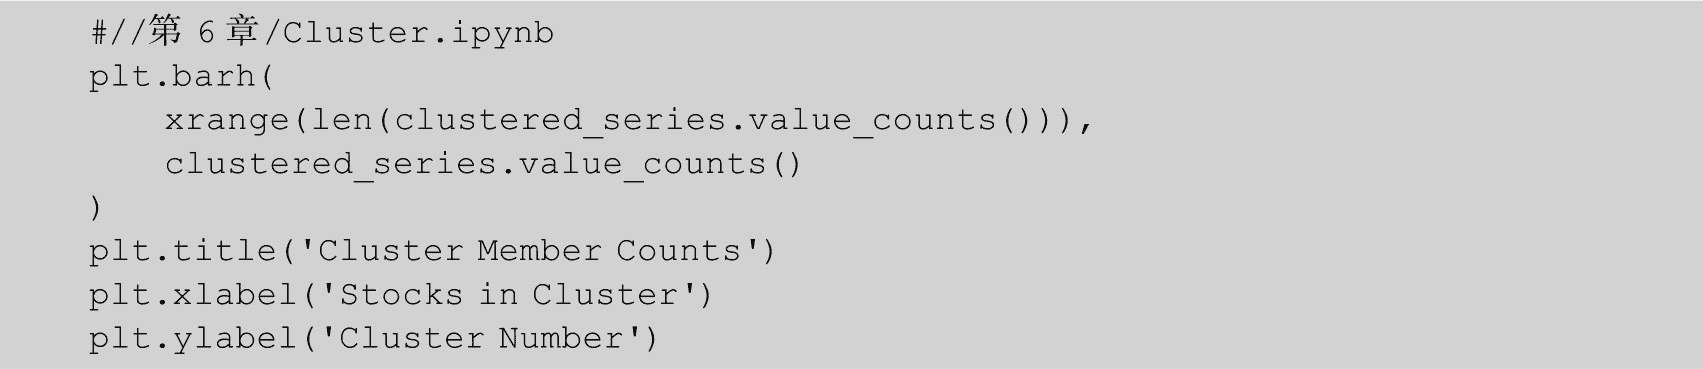 #//第 6 章/Cluster.ipynb
plt.barh(
    xrange(len(clustered_series.value_counts())),
    clustered_series.value_counts()
)
plt.title('Cluster Member Counts')
plt.xlabel('Stocks in Cluster')
plt.ylabel('Cluster Number')